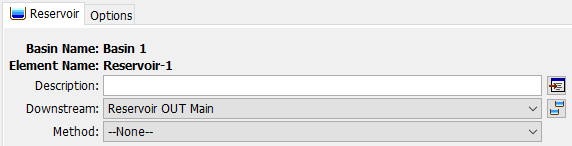 Reservoir Options
Basin Name: Basin 1
Element Name: Reservoir-1
Description:
Downstream: Reservoir OUT Main
Method: --None--